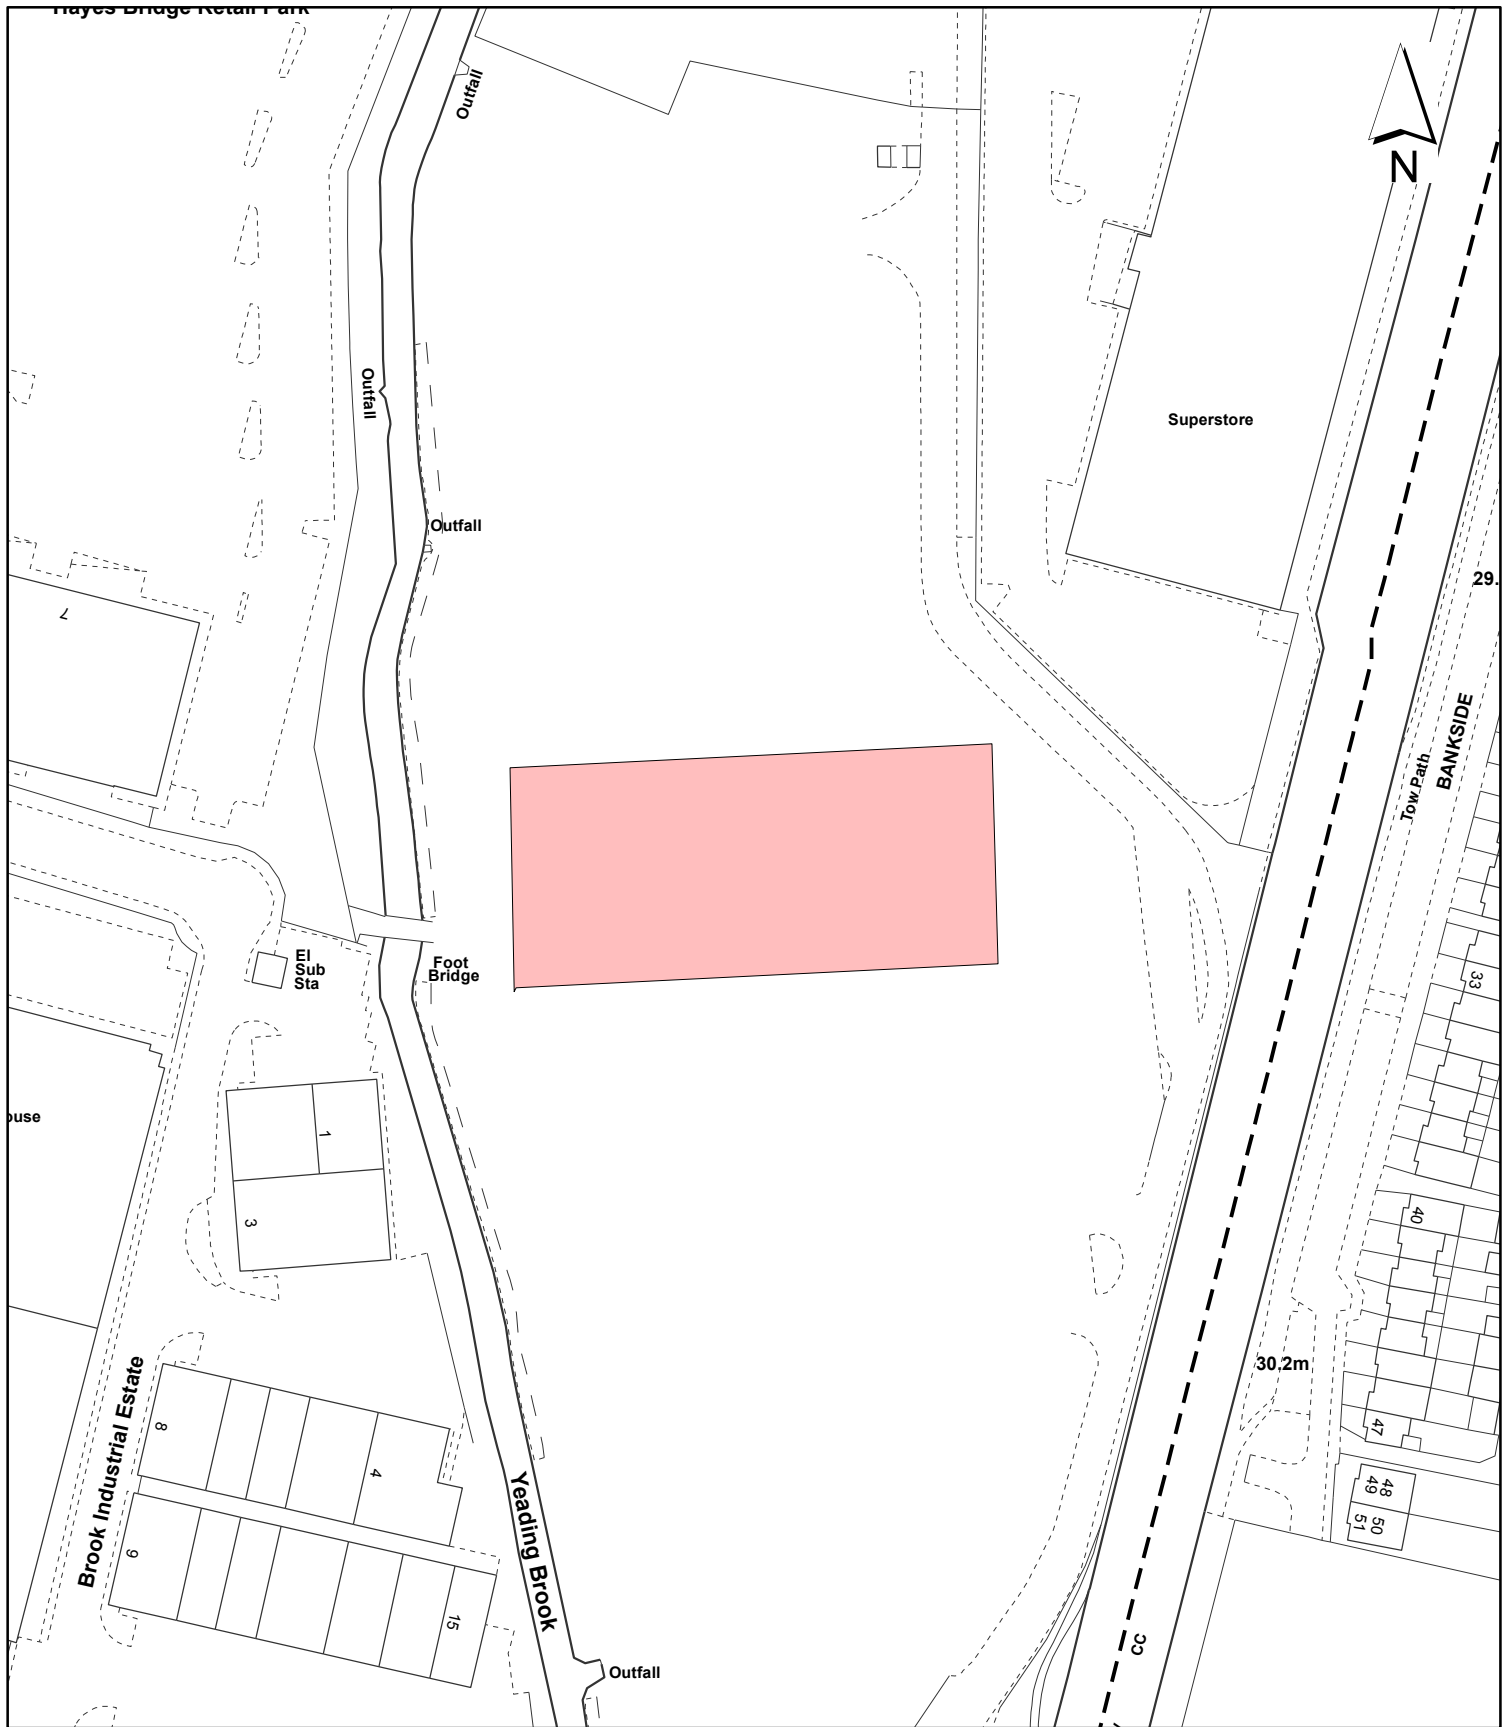 Hayes Bridge Retail Park
Outfall
N
Outfall
Superstore
Outfall
29.
7
Tow Path
BANKSIDE
El
Sub
Sta
Foot
Bridge
33
ouse
1
3
40
30.2m
Brook Industrial Estate
8
4
47
48
49
50
51
Yeading Brook
9
15
CC
Outfall